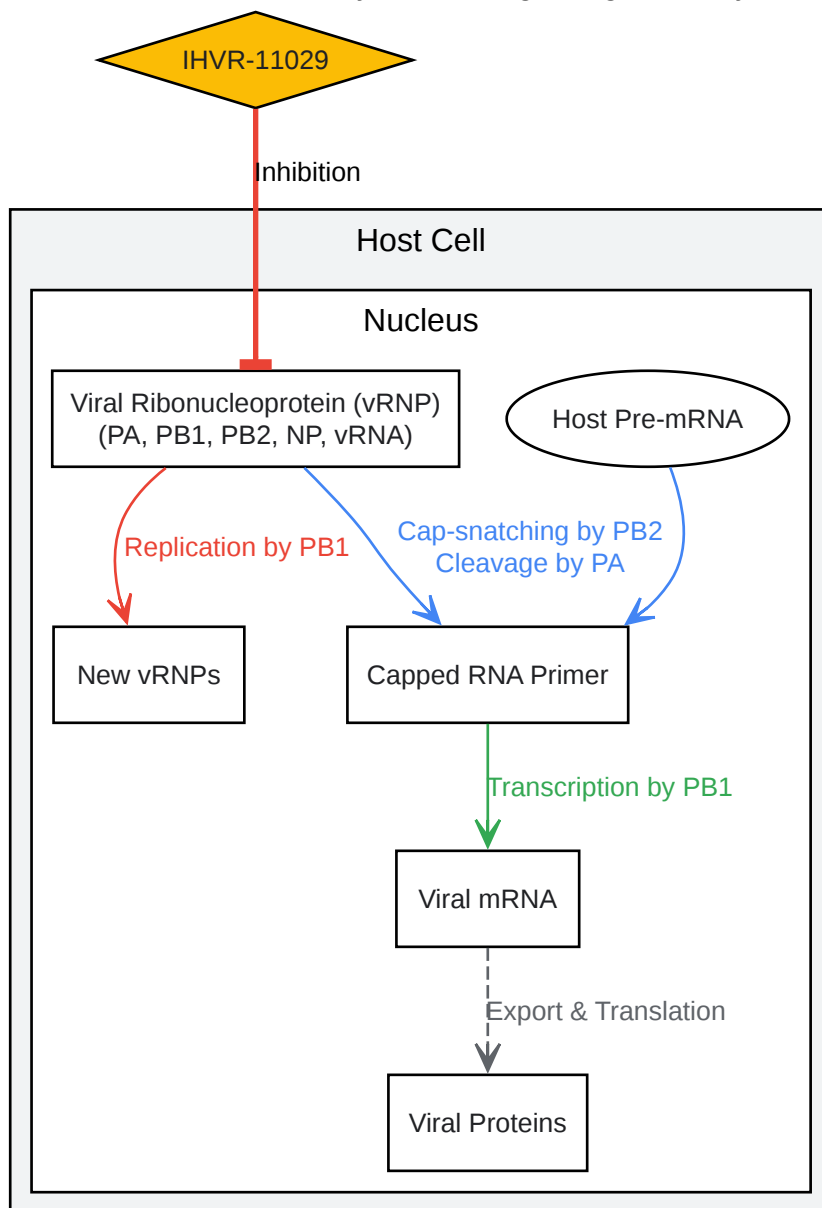 IHVR-11029
Inhibition
Host Cell
Nucleus
Viral Ribonucleoprotein (vRNP)
(PA, PB1, PB2, NP, vRNA)
Host Pre-mRNA
Replication by PB1
Cap-snatching by PB2
Cleavage by PA
New vRNPs
Capped RNA Primer
Transcription by PB1
Viral mRNA
Export & Translation
Viral Proteins